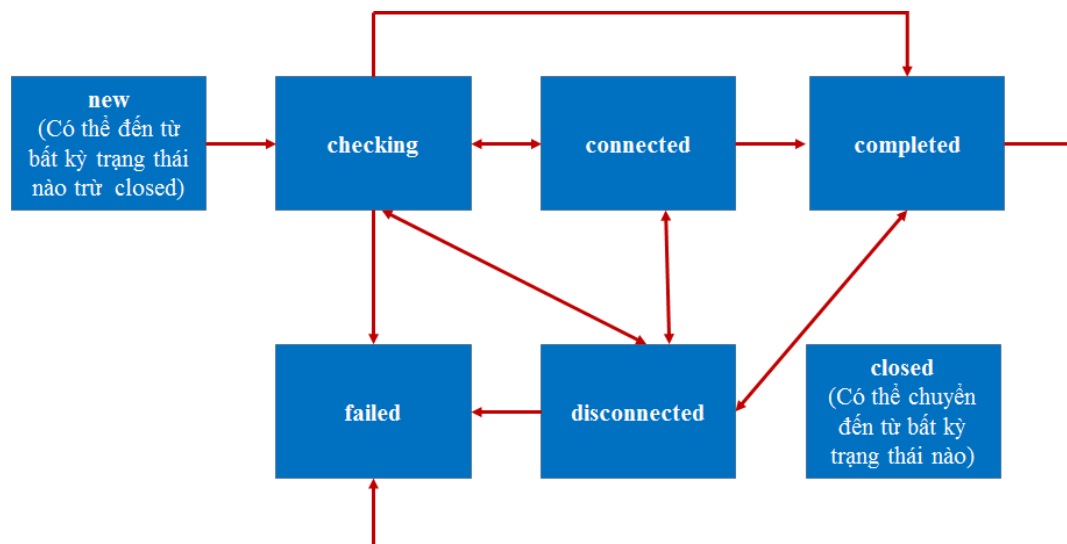 new
(Có thể đến từ
bất kỳ trạng thái
nào trừ closed)
checking
connected
completed
failed
disconnected
closed
(Có thể chuyển
đến từ bất kỳ
trạng thái nào)